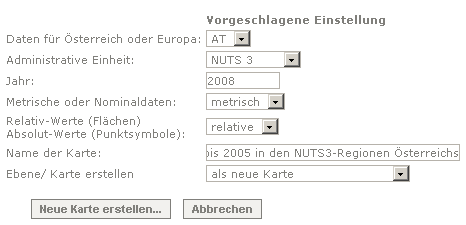 Vorgeschlagene Einstellung
Daten für Österreich oder Europa: AT
Administrative Einheit: NUTS 3
Jahr: 2008
Metrische oder Nominaldaten: metrisch
Relativ-Werte (Flächen)
Absolut-Werte (Punktsymbole): relative
Name der Karte: bis 2005 in den NUTS3-Regionen Österreichs
Ebene/ Karte erstellen als neue Karte
Neue Karte erstellen... Abbrechen